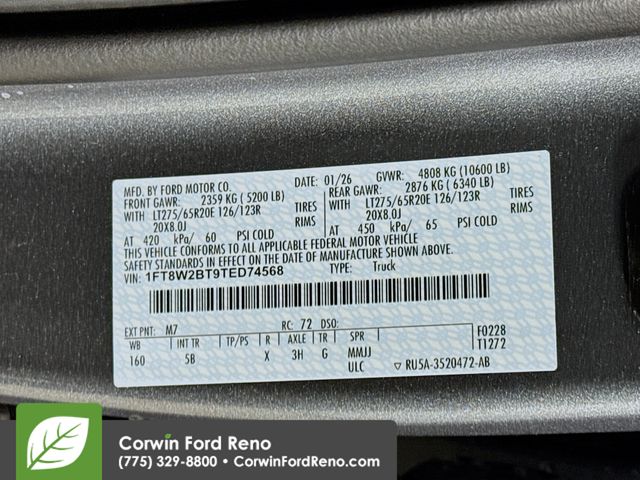 MFD. BY FORD MOTOR CO. DATE: 01/26 GVWR: 4808 KG (10600 LB)
FRONT GAWR: 2359 KG (5200 LB) REAR GAWR: 2876 KG (6340 LB)
WITH LT275/65R20E 126/123R TIRES WITH LT275/65R20E 126/123R TIRES
20X8.0J RIMS 20X8.0J RIMS
AT 420 kPa/ 60 PSI COLD AT 450 kPa/ 65 PSI COLD
THIS VEHICLE CONFORMS TO ALL APPLICABLE FEDERAL MOTOR VEHICLE
SAFETY AND THEFT PREVENTION STANDARDS IN EFFECT ON THE DATE OF MANUFACTURE SHOWN ABOVE.
VIN: 1FT8W2BT9TED74568 TYPE: Truck
EXT PNT: M7 RC: 72 DSO:
WB INT TR TP/PS R AXLE TR SPR F0228
160 5B X 3H G MMJJ T1272
ULC ▽ RU5A-3520472-AB
Corwin Ford Reno
(775) 329-8800 • CorwinFordReno.com